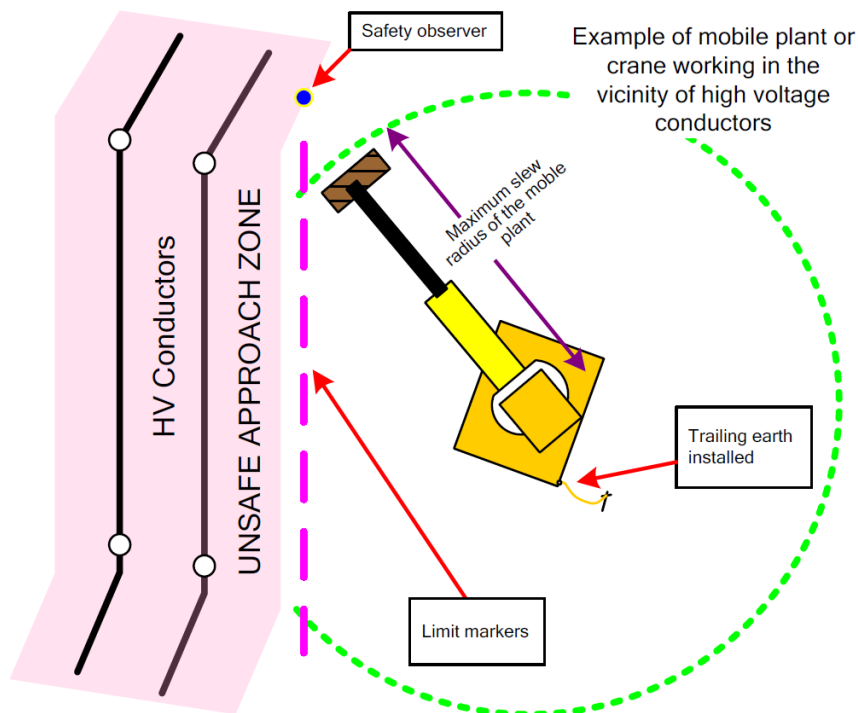 Safety observer
Example of mobile plant or
crane working in the
vicinity of high voltage
conductors
Maximum slew
radius of the moble
plant
HV Conductors
UNSAFE APPROACH ZONE
Trailing earth
installed
Limit markers